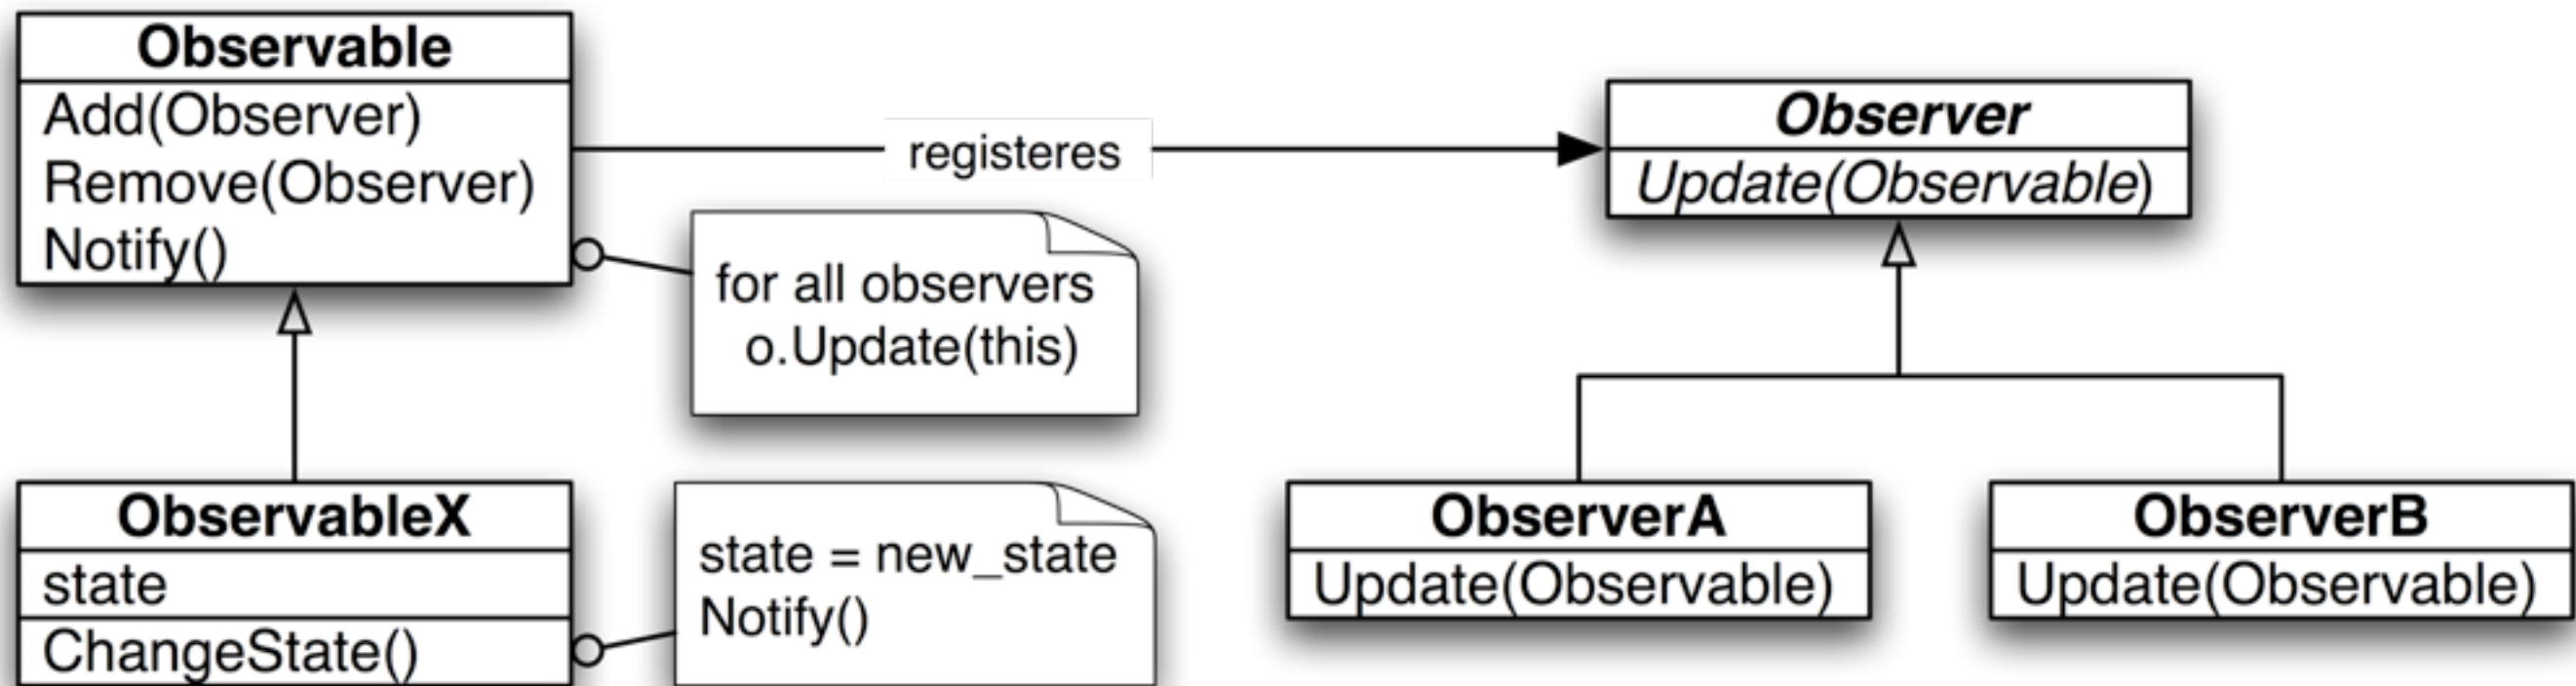 Observable
Add(Observer)
Remove(Observer)
Notify()
registeres
Observer
Update(Observable)
for all observers
o.Update(this)
ObservableX
state
ChangeState()
state = new_state
Notify()
ObserverA
Update(Observable)
ObserverB
Update(Observable)